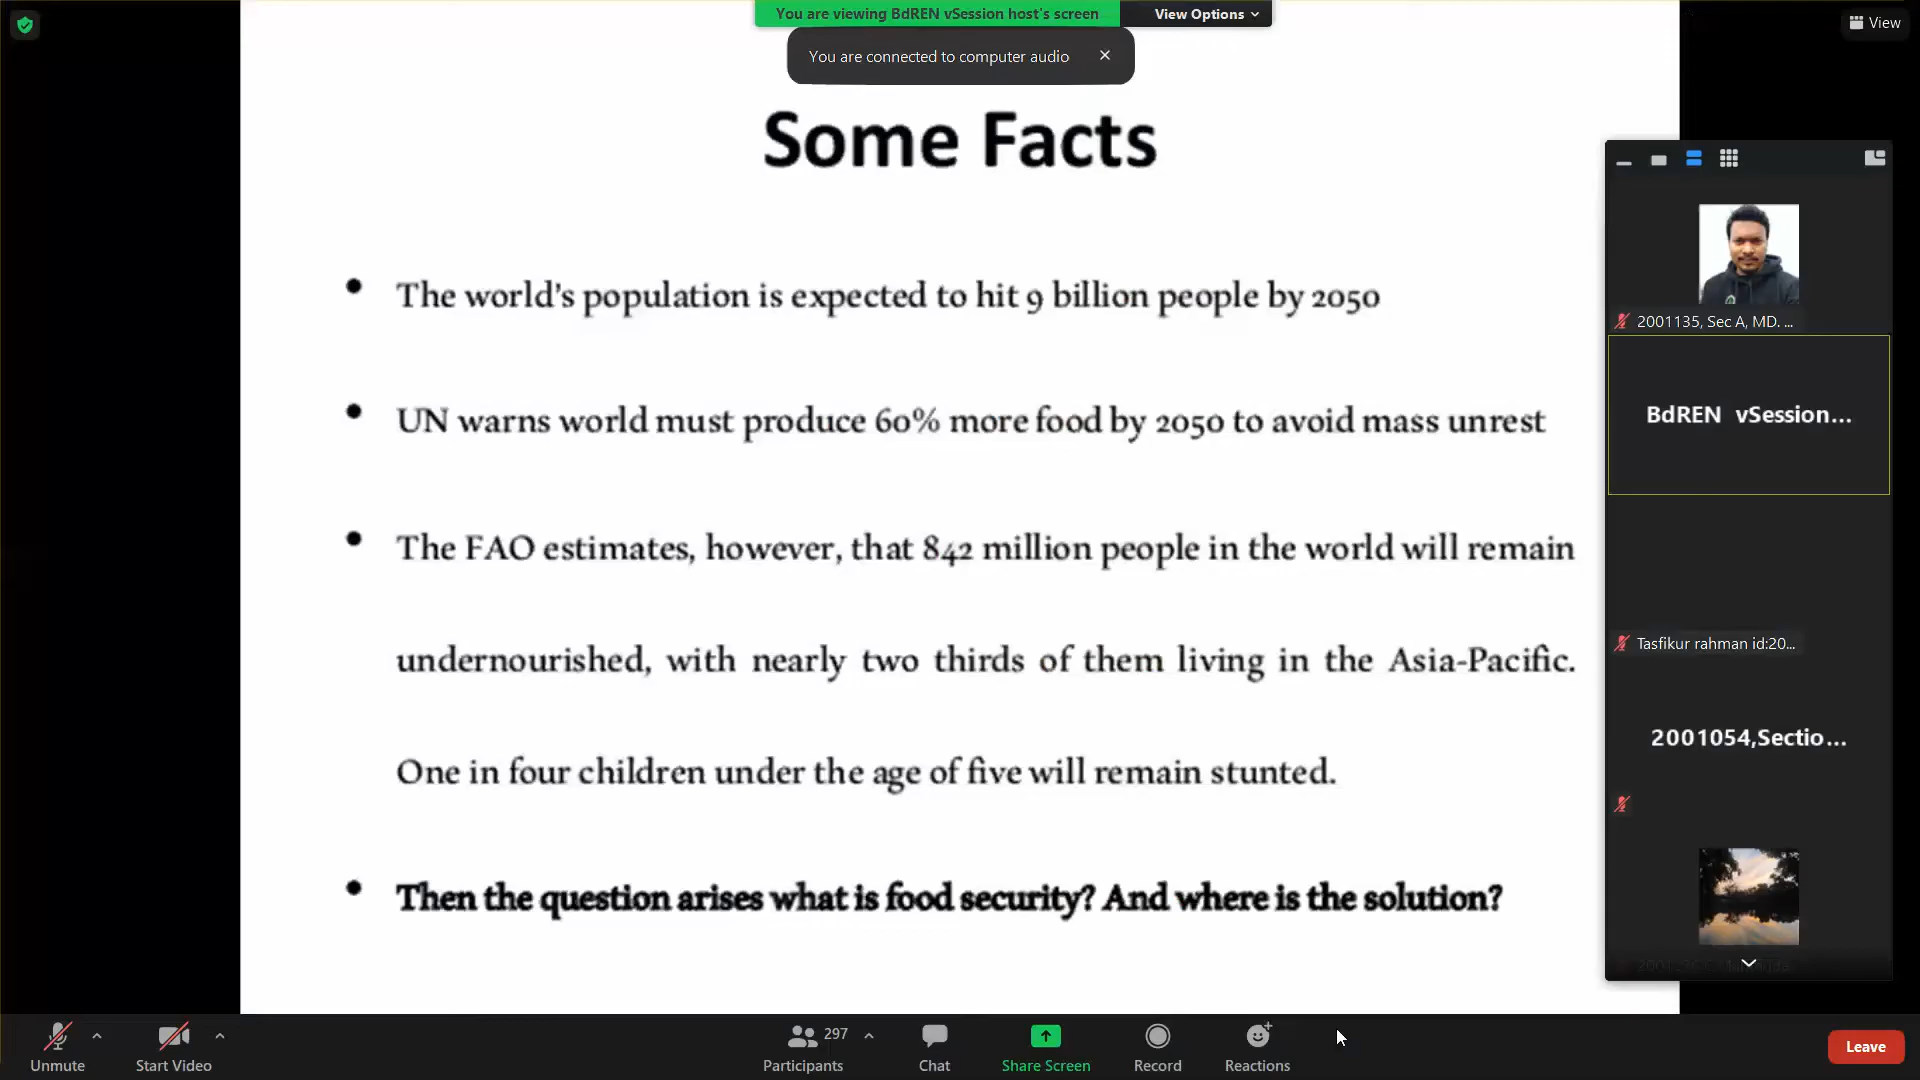 You are viewing BdREN vSession host's screen
View Options
View
You are connected to computer audio
Some Facts
The world's population is expected to hit 9 billion people by 2050
UN warns world must produce 60% more food by 2050 to avoid mass unrest
The FAO estimates, however, that 842 million people in the world will remain
undernourished, with nearly two thirds of them living in the Asia-Pacific.
One in four children under the age of five will remain stunted.
Then the question arises what is food security? And where is the solution?
2001135, Sec A, MD. ...
BdREN vSession...
Tasfikur rahman id:20...
2001054,Sectio...
Unmute
Start Video
297
Participants
Chat
Share Screen
Record
Reactions
Leave